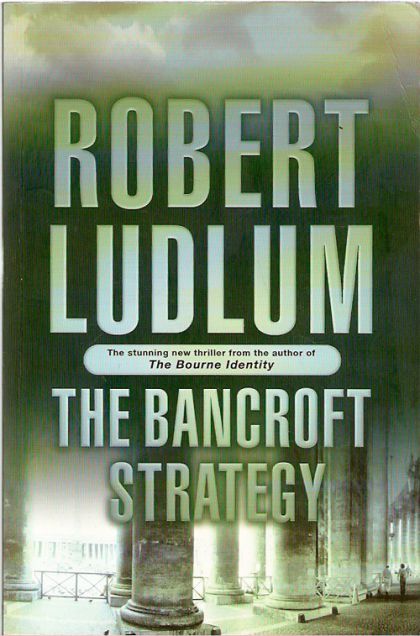 ROBERT
LUDLUM
The stunning new thriller from the author of
The Bourne Identity
THE BANCROFT
STRATEGY